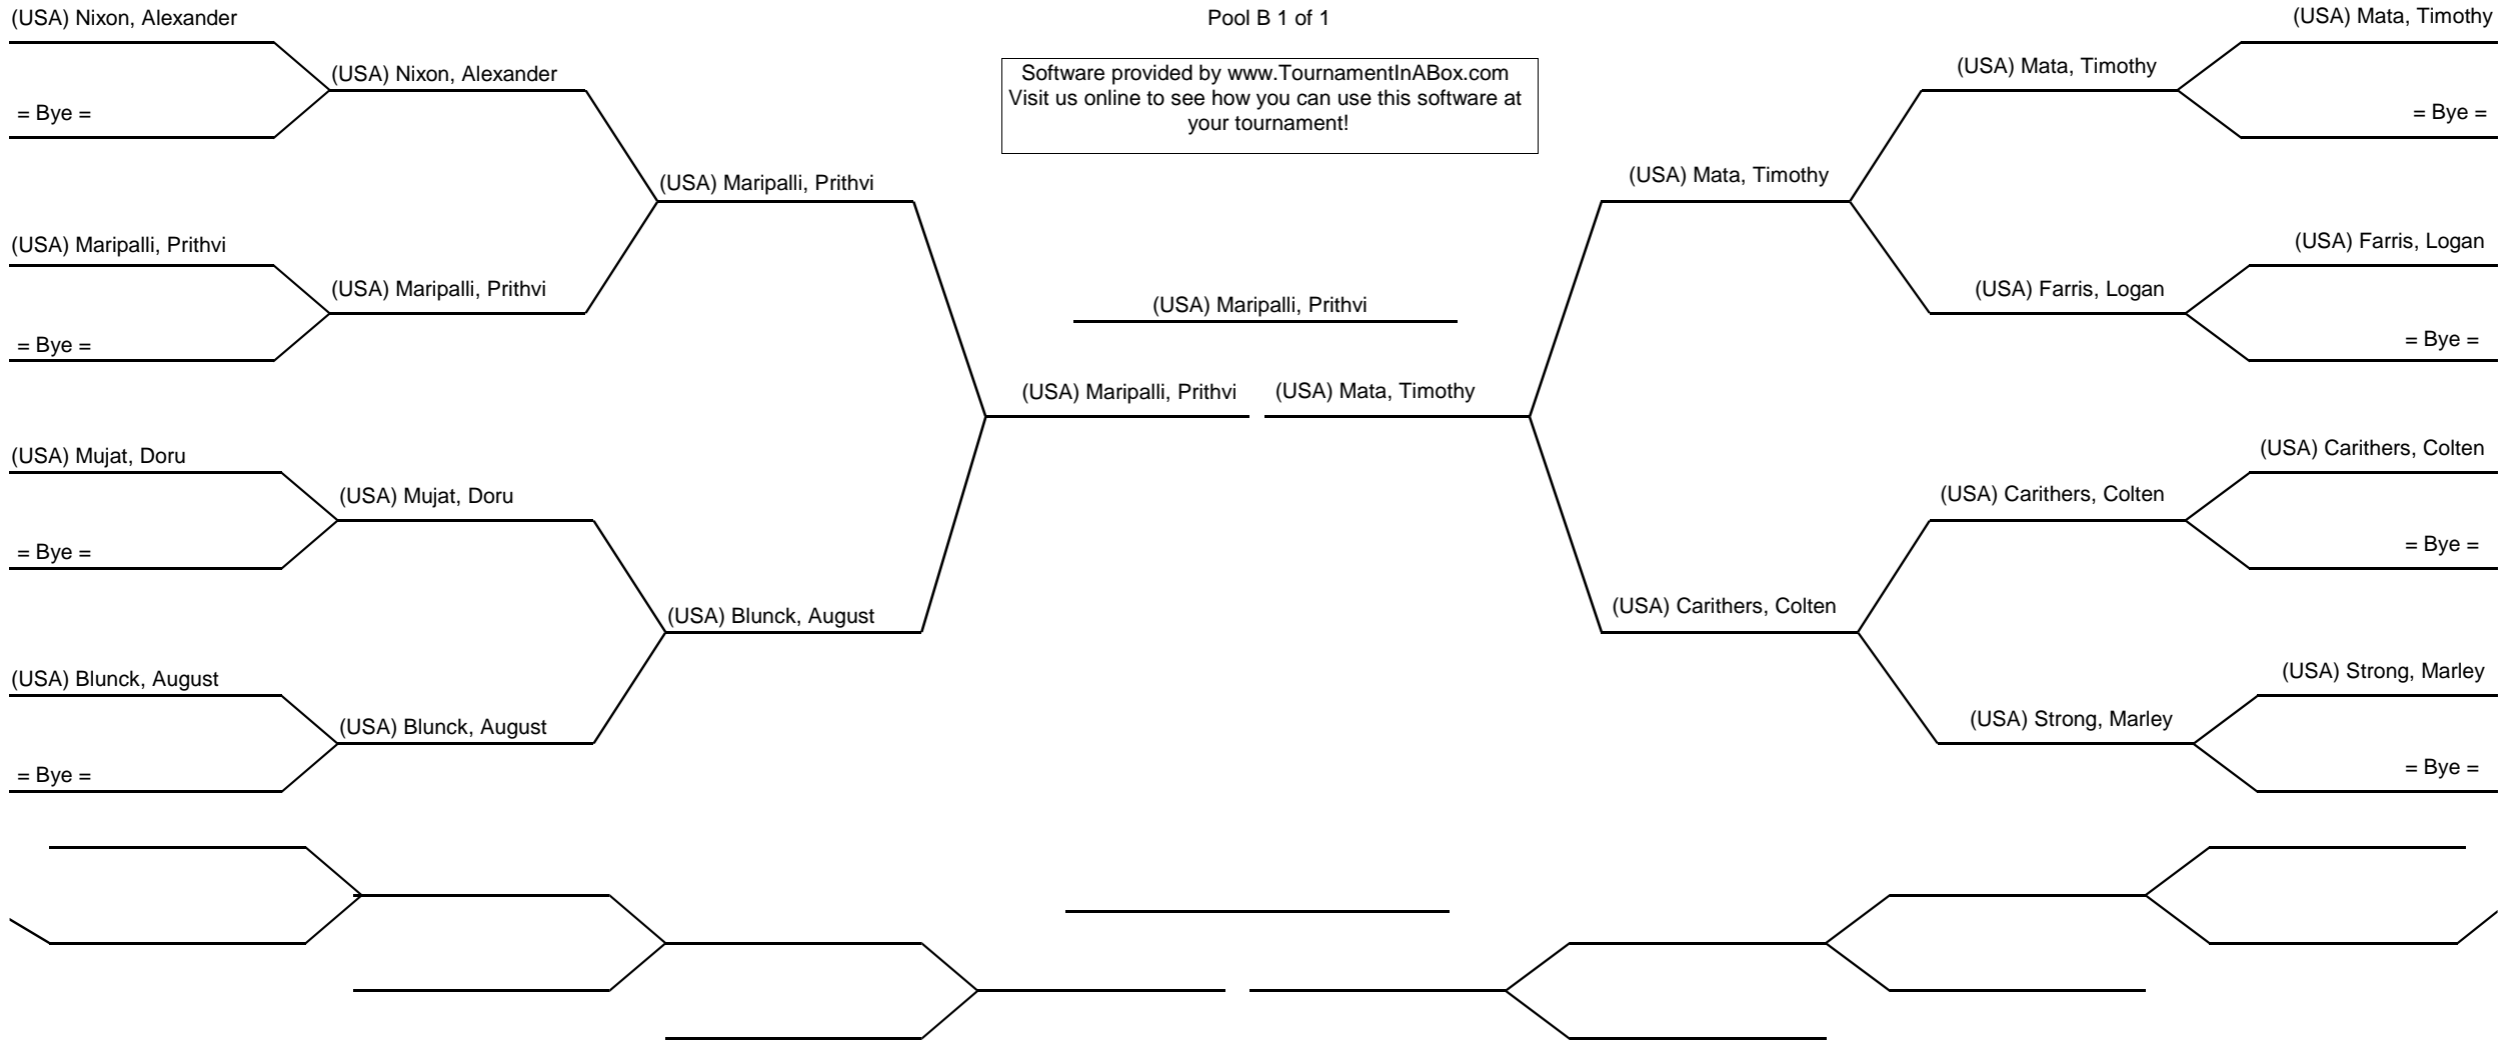 (USA) Nixon, Alexander
Pool B 1 of 1
(USA) Mata, Timothy
(USA) Nixon, Alexander
Software provided by www.TournamentInABox.com
Visit us online to see how you can use this software at
your tournament!
(USA) Mata, Timothy
= Bye =
= Bye =
(USA) Maripalli, Prithvi
(USA) Mata, Timothy
(USA) Maripalli, Prithvi
(USA) Farris, Logan
(USA) Maripalli, Prithvi
(USA) Maripalli, Prithvi
(USA) Farris, Logan
= Bye =
= Bye =
(USA) Maripalli, Prithvi
(USA) Mata, Timothy
(USA) Mujat, Doru
(USA) Carithers, Colten
(USA) Mujat, Doru
(USA) Carithers, Colten
= Bye =
= Bye =
(USA) Blunck, August
(USA) Carithers, Colten
(USA) Blunck, August
(USA) Strong, Marley
(USA) Blunck, August
(USA) Strong, Marley
= Bye =
= Bye =